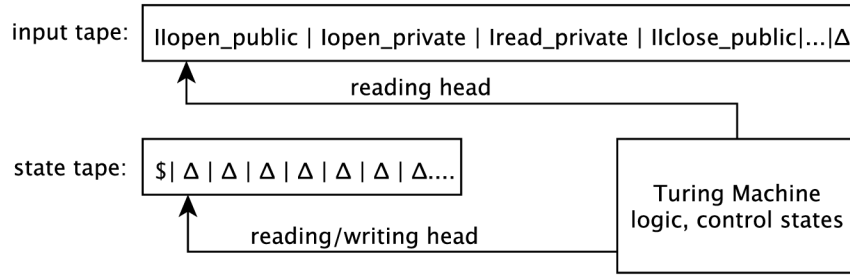 input tape: IIopen_public | Iopen_private | Iread_private | IIclose_public|...|Δ
reading head
state tape: $| Δ | Δ | Δ | Δ | Δ | Δ | Δ....
Turing Machine
logic, control states
reading/writing head